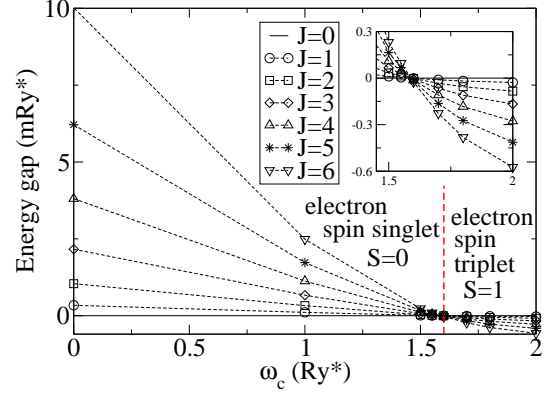 Energy gap (mRy*)
10
5
0
0
0.5
1
1.5
2
ω_c (Ry*)
J=0
J=1
J=2
J=3
J=4
J=5
J=6
0.3
0
-0.3
-0.6
1.5
2
electron
spin singlet
S=0
electron
spin
triplet
S=1